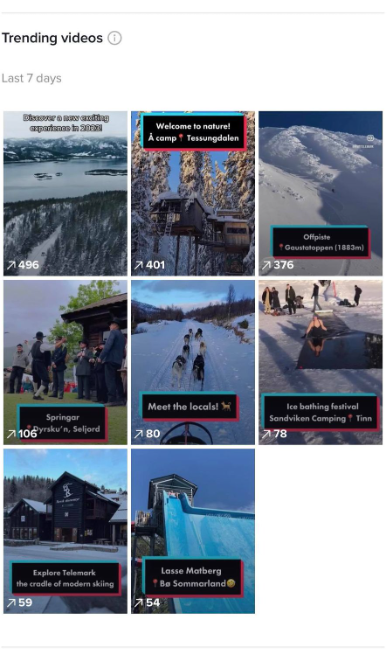 Trending videos
Last 7 days
Discover a new exciting
experience in 2023!
496
Welcome to nature!
Å camp📍Tessungdalen
401
Offpiste
📍Gaustatoppen (1883m)
376
Springar
📍Dyrsku'n, Seljord
106
Meet the locals! 🐕
80
Ice bathing festival
Sandviken Camping📍Tinn
78
Explore Telemark
the cradle of modern skiing
59
Lasse Matberg
📍Bø Sommarland😄
54